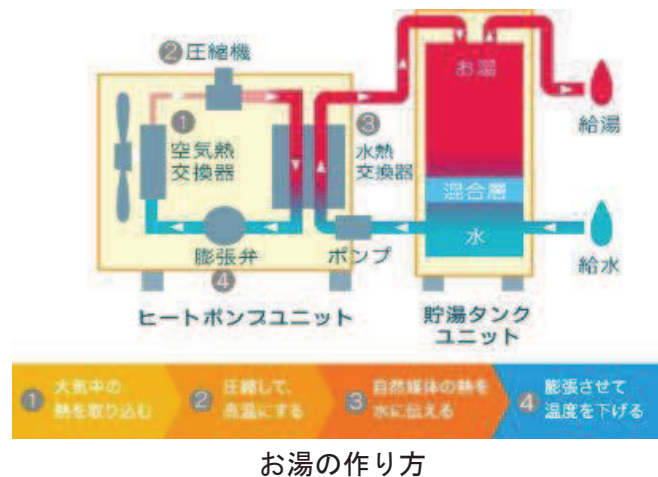 ②圧縮機
お湯
①
空気熱
交換器
③
水熱
交換器
給湯
混合層
水
膨張弁
④
ポンプ
給水
ヒートポンプユニット
貯湯タンク
ユニット
① 大気中の
熱を取り込む
② 圧縮して、
高温にする
③ 自然媒体の熱を
水に伝える
④ 膨張させて
温度を下げる
お湯の作り方